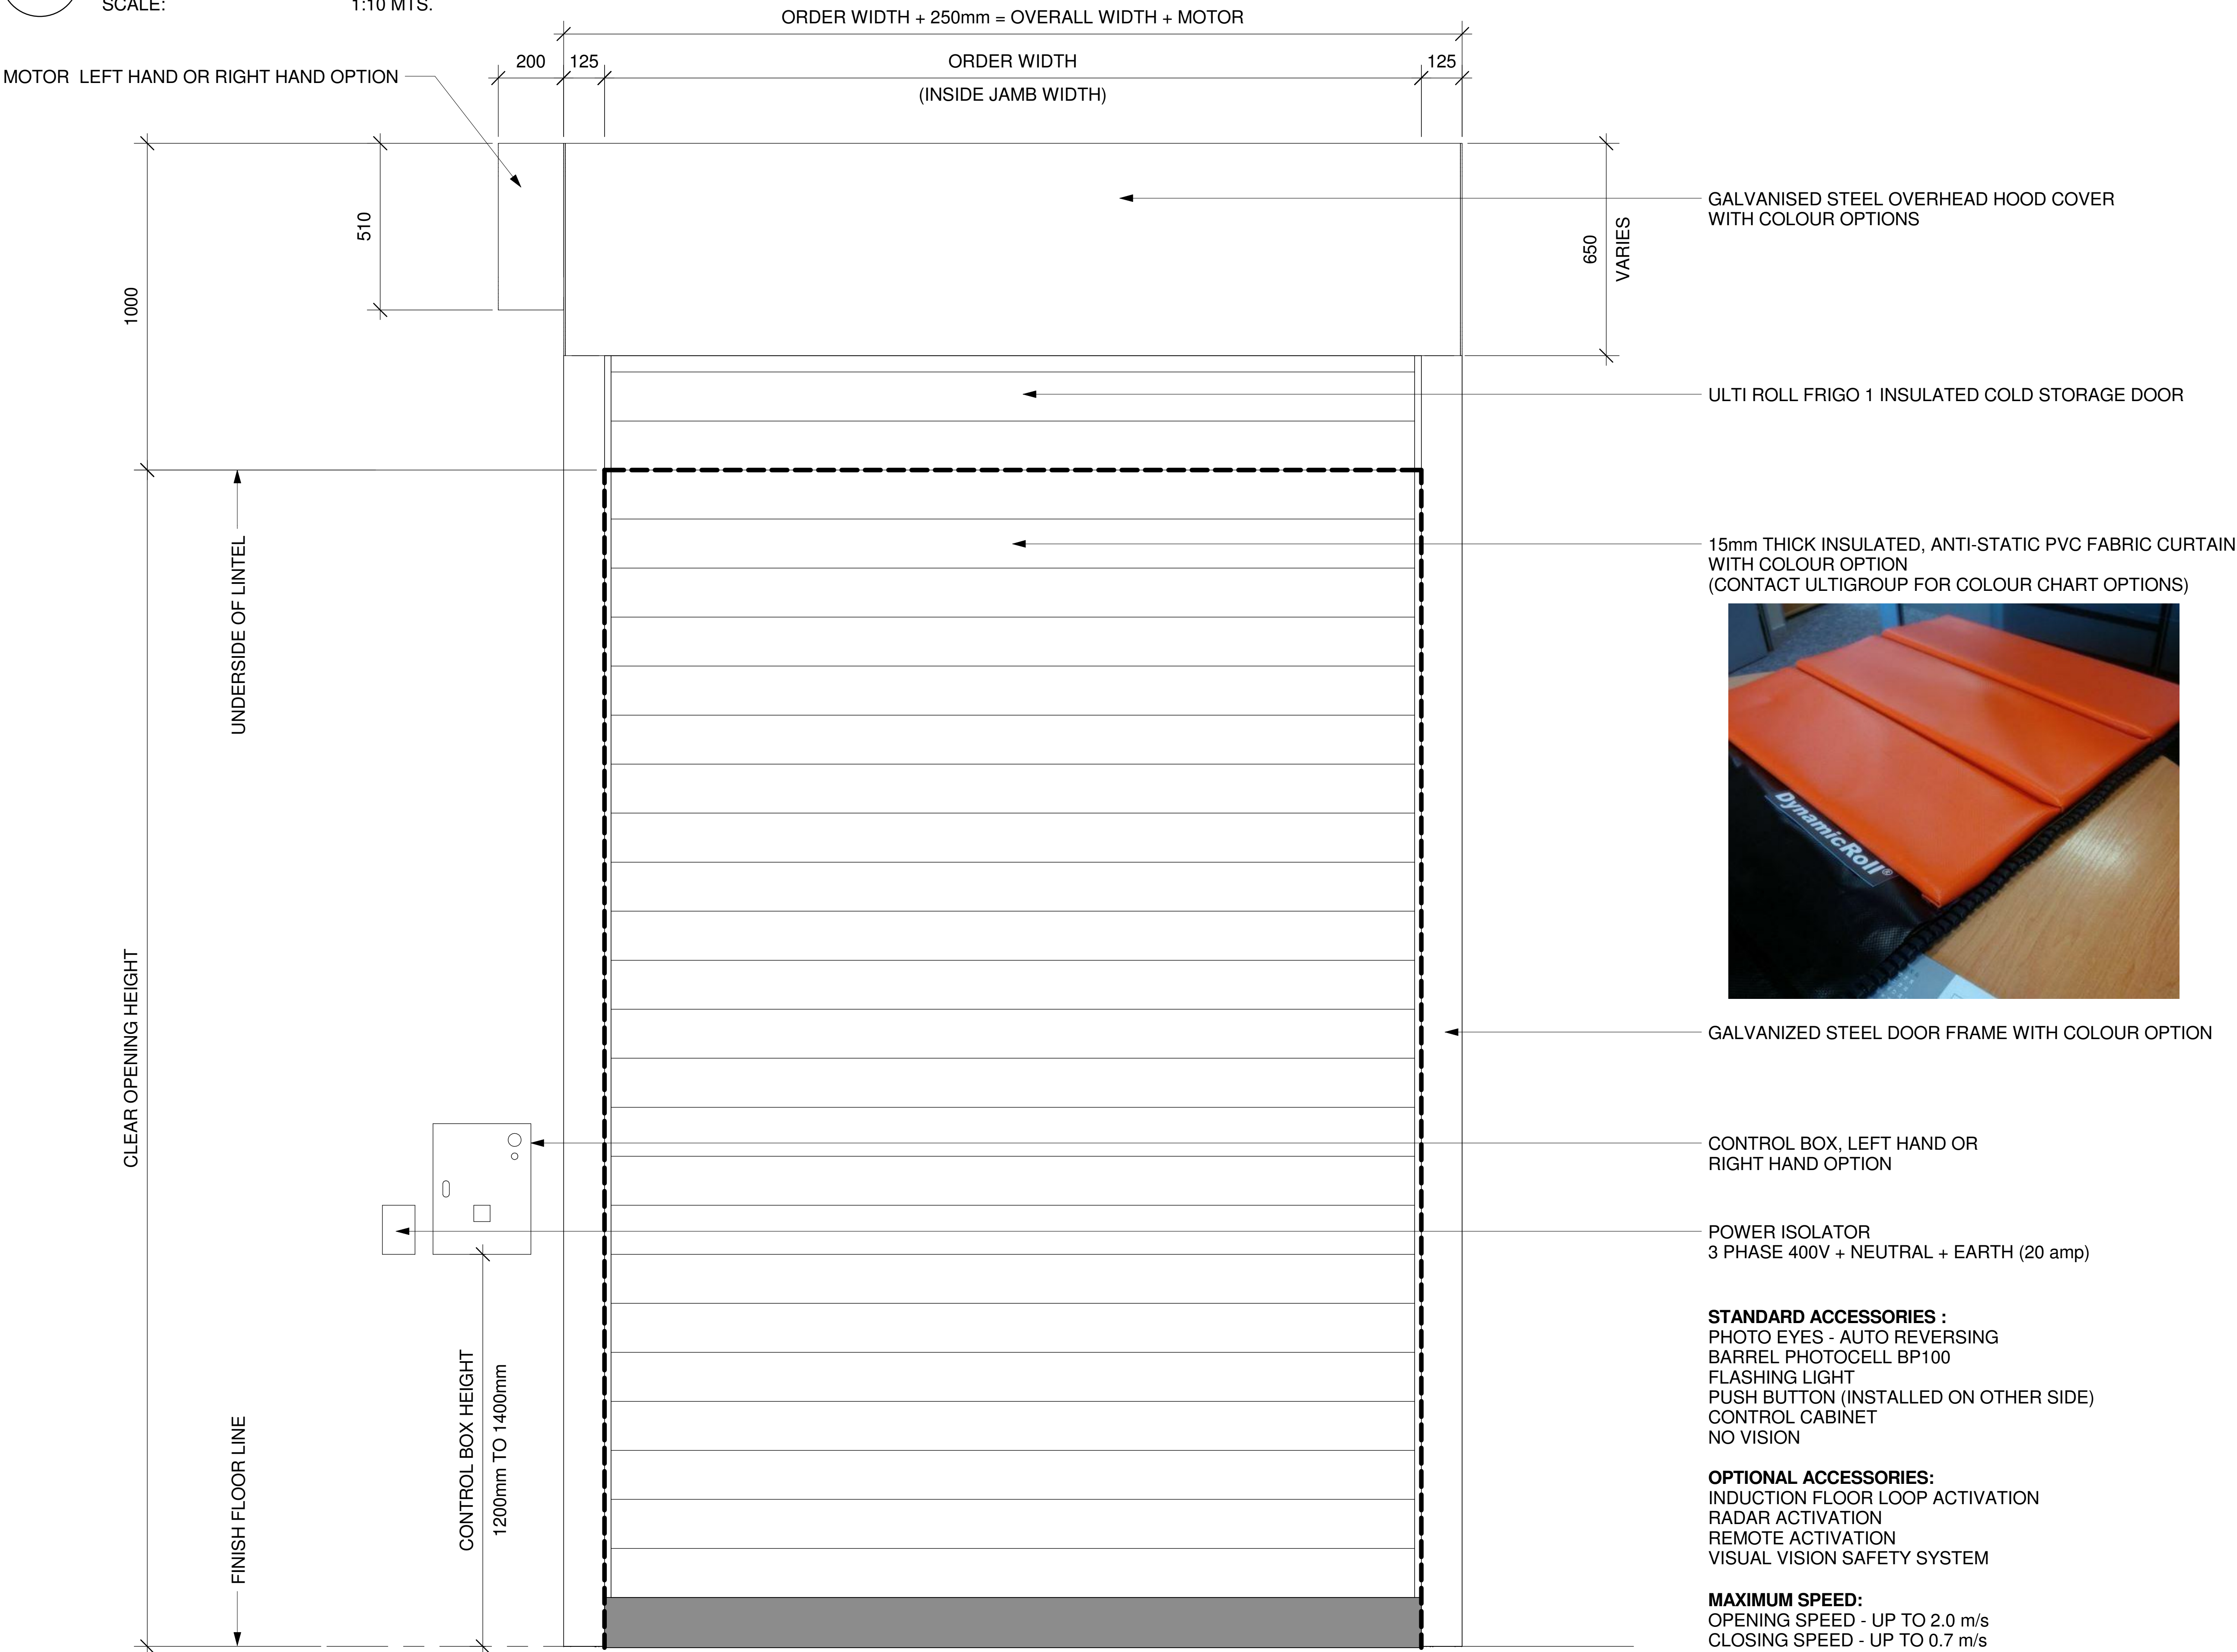 SCALE: 1:10 MTS.
ORDER WIDTH + 250mm = OVERALL WIDTH + MOTOR
200
125
ORDER WIDTH
125
(INSIDE JAMB WIDTH)
MOTOR LEFT HAND OR RIGHT HAND OPTION
510
1000
650
VARIES
GALVANISED STEEL OVERHEAD HOOD COVER
WITH COLOUR OPTIONS
ULTI ROLL FRIGO 1 INSULATED COLD STORAGE DOOR
UNDERSIDE OF LINTEL
15mm THICK INSULATED, ANTI-STATIC PVC FABRIC CURTAIN
WITH COLOUR OPTION
(CONTACT ULTIGROUP FOR COLOUR CHART OPTIONS)
DynamicRoll®
CLEAR OPENING HEIGHT
GALVANIZED STEEL DOOR FRAME WITH COLOUR OPTION
CONTROL BOX, LEFT HAND OR
RIGHT HAND OPTION
POWER ISOLATOR
3 PHASE 400V + NEUTRAL + EARTH (20 amp)
CONTROL BOX HEIGHT
1200mm TO 1400mm
FINISH FLOOR LINE
STANDARD ACCESSORIES :
PHOTO EYES - AUTO REVERSING
BARREL PHOTOCELL BP100
FLASHING LIGHT
PUSH BUTTON (INSTALLED ON OTHER SIDE)
CONTROL CABINET
NO VISION
OPTIONAL ACCESSORIES:
INDUCTION FLOOR LOOP ACTIVATION
RADAR ACTIVATION
REMOTE ACTIVATION
VISUAL VISION SAFETY SYSTEM
MAXIMUM SPEED:
OPENING SPEED - UP TO 2.0 m/s
CLOSING SPEED - UP TO 0.7 m/s